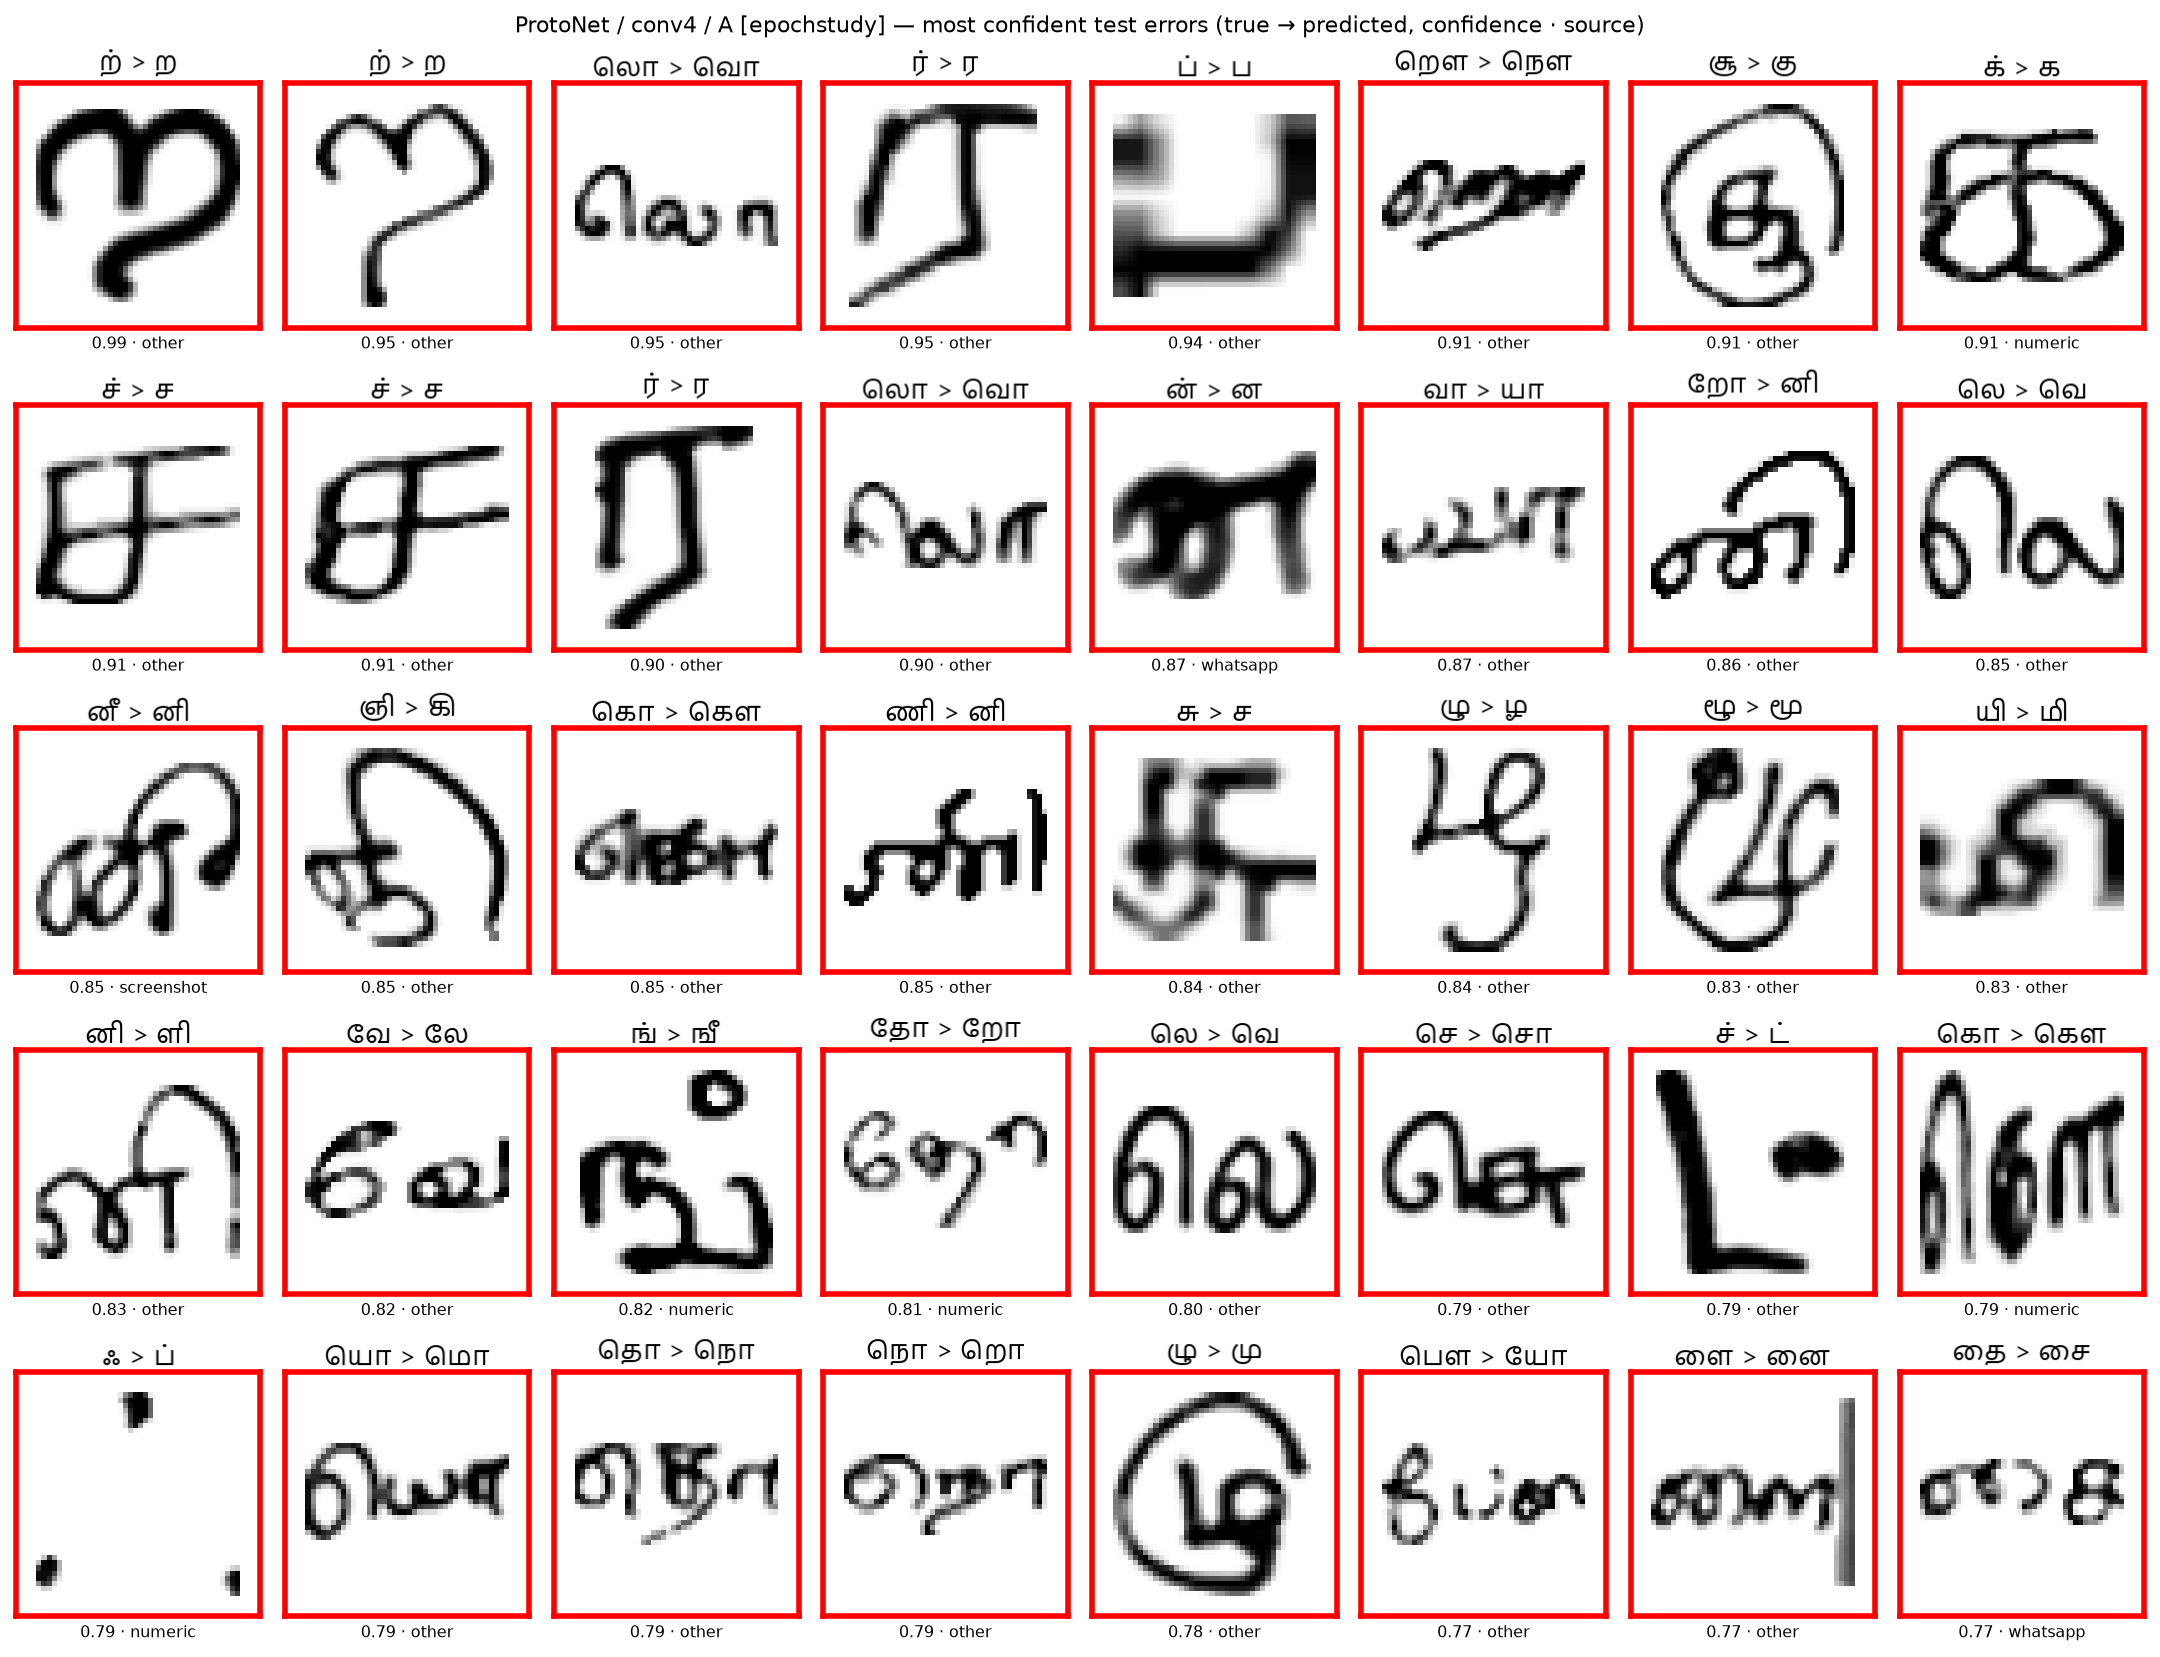 ProtoNet / conv4 / A [epochstudy] — most confident test errors (true → predicted, confidence · source)
ற் > ற ற் > ற லொ > வொ ர் > ர ப் > ப றௌ > நௌ சூ > கு க் > க
ற ற லொ ர ப றௌ கு க
0.99 · other 0.95 · other 0.95 · other 0.95 · other 0.94 · other 0.91 · other 0.91 · other 0.91 · numeric
ச் > ச ச் > ச ர் > ர லொ > வொ ன் > ன வா > யா றோ > னி லெ > வெ
ச ச ர லொ ன னி லெ
0.91 · other 0.91 · other 0.90 · other 0.90 · other 0.87 · whatsapp 0.87 · other 0.86 · other 0.85 · other
னீ > னி ஞி > கி கொ > கௌ ணி > னி சு > ச ழு > ழ ழூ > மூ யி > மி
0.85 · screenshot 0.85 · other 0.85 · other 0.85 · other 0.84 · other 0.84 · other 0.83 · other 0.83 · other
னி > ளி வே > லே ங் > ஙீ தோ > றோ லெ > வெ செ > சொ ச் > ட் கொ > கௌ
னி வே ங் தோ லெ செ
0.83 · other 0.82 · other 0.82 · numeric 0.81 · numeric 0.80 · other 0.79 · other 0.79 · other 0.79 · numeric
ஃ > ப் யொ > மொ தொ > நொ நொ > றொ ழு > மு பௌ > யோ ளை > னை தை > சை
ஃ யொ தொ நொ
0.79 · numeric 0.79 · other 0.79 · other 0.79 · other 0.78 · other 0.77 · other 0.77 · other 0.77 · whatsapp